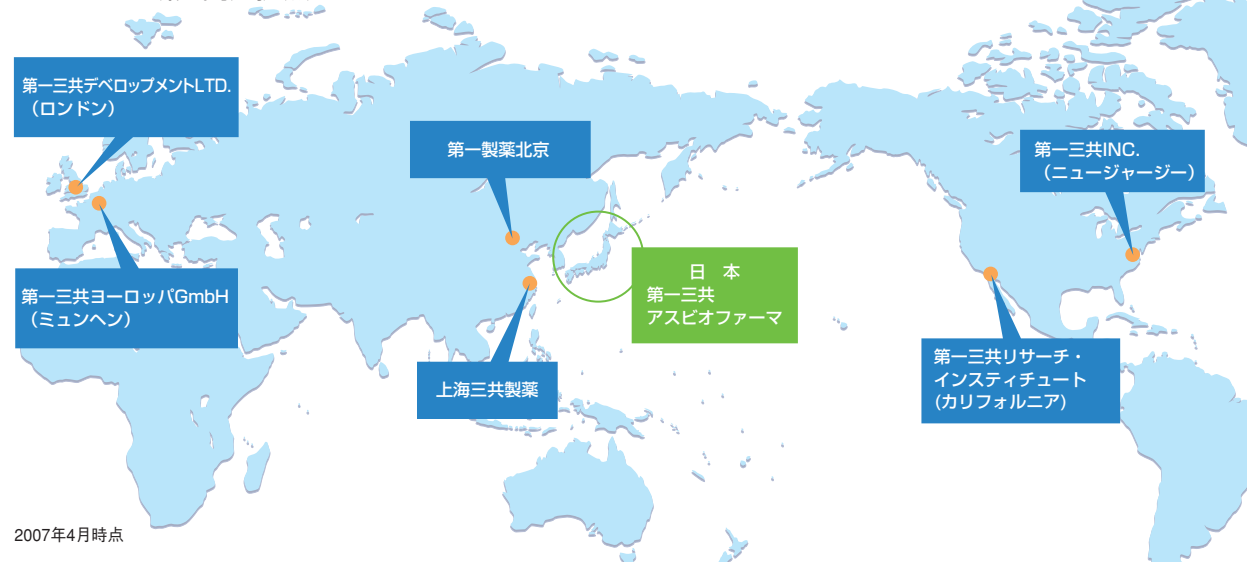 第一三共デベロップメントLTD.
（ロンドン）
第一製薬北京
第一三共INC.
（ニュージャージー）
日　本
第一三共
アスビオファーマ
第一三共ヨーロッパGmbH
（ミュンヘン）
上海三共製薬
第一三共リサーチ・
インスティチュート
(カリフォルニア)
2007年4月時点